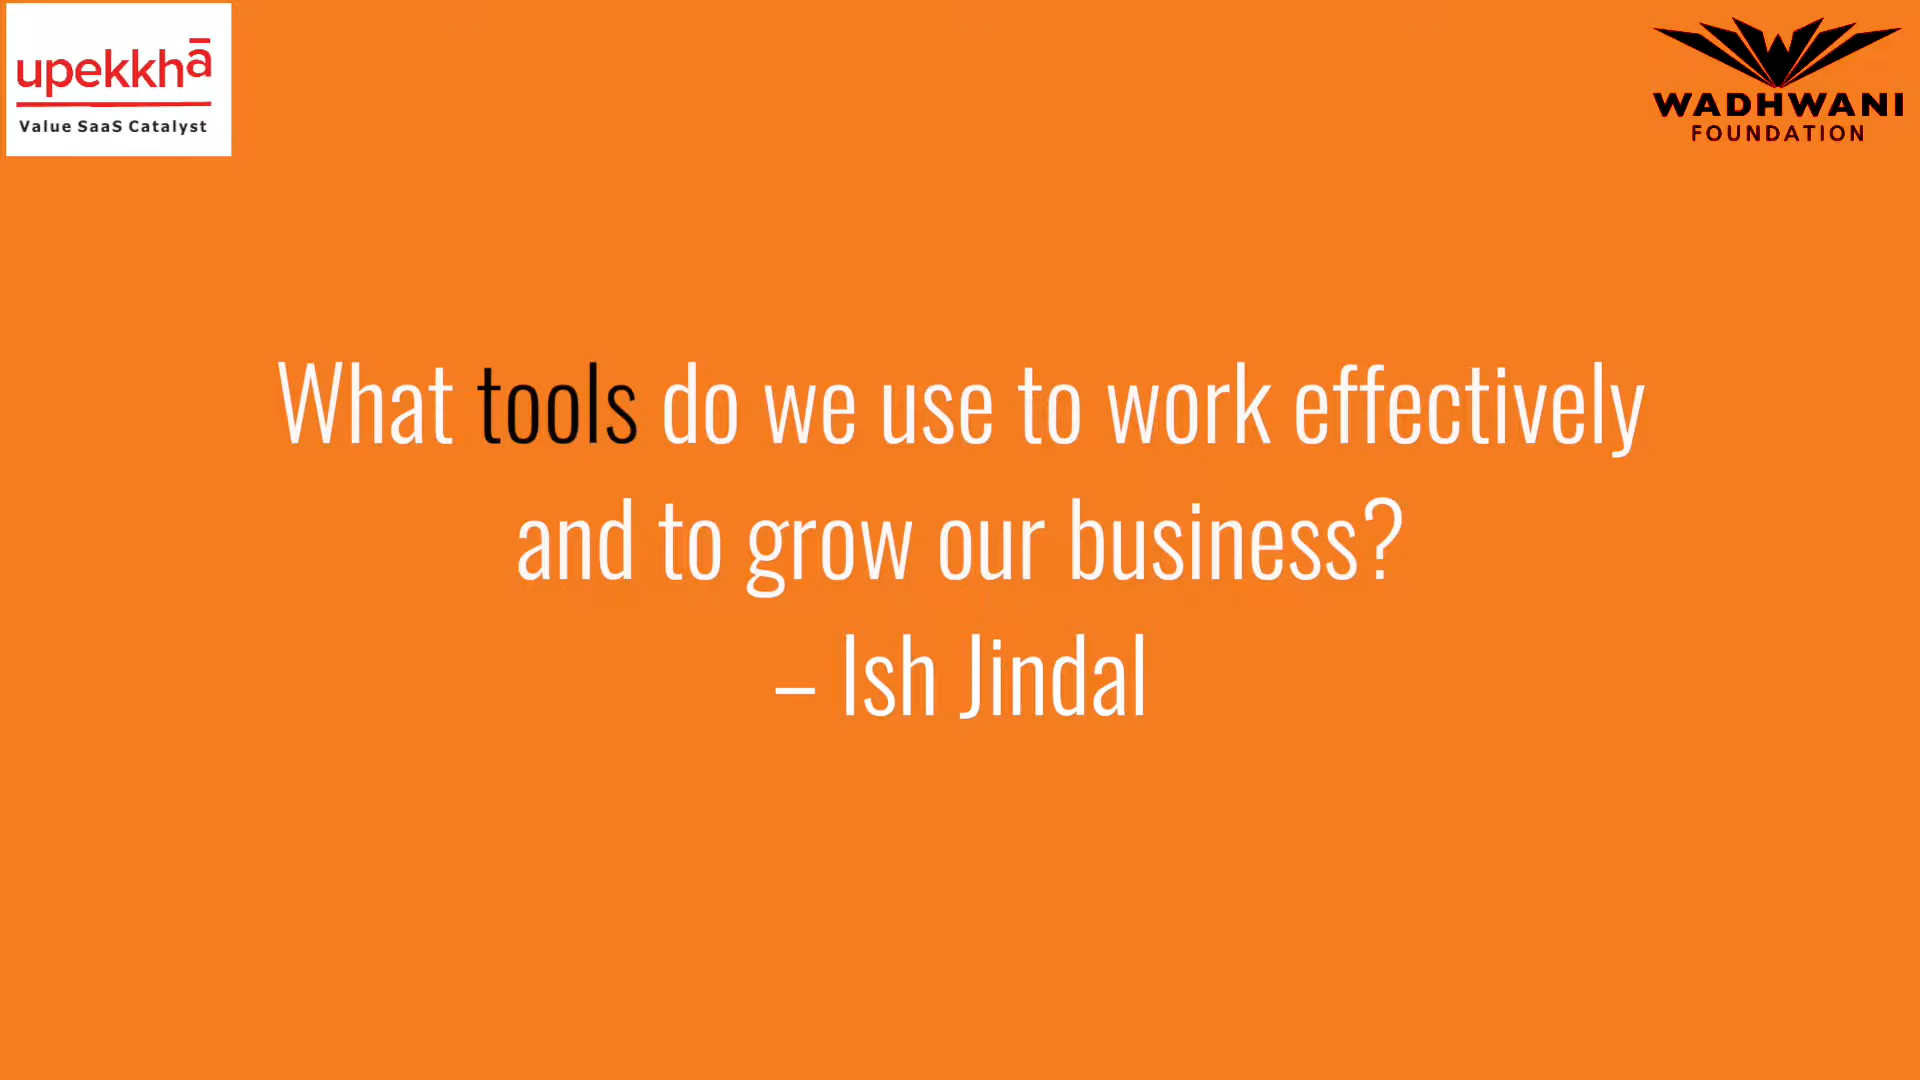 upekkhā
Value SaaS Catalyst
WADHWANI
FOUNDATION
What tools do we use to work effectively
and to grow our business?
– Ish Jindal